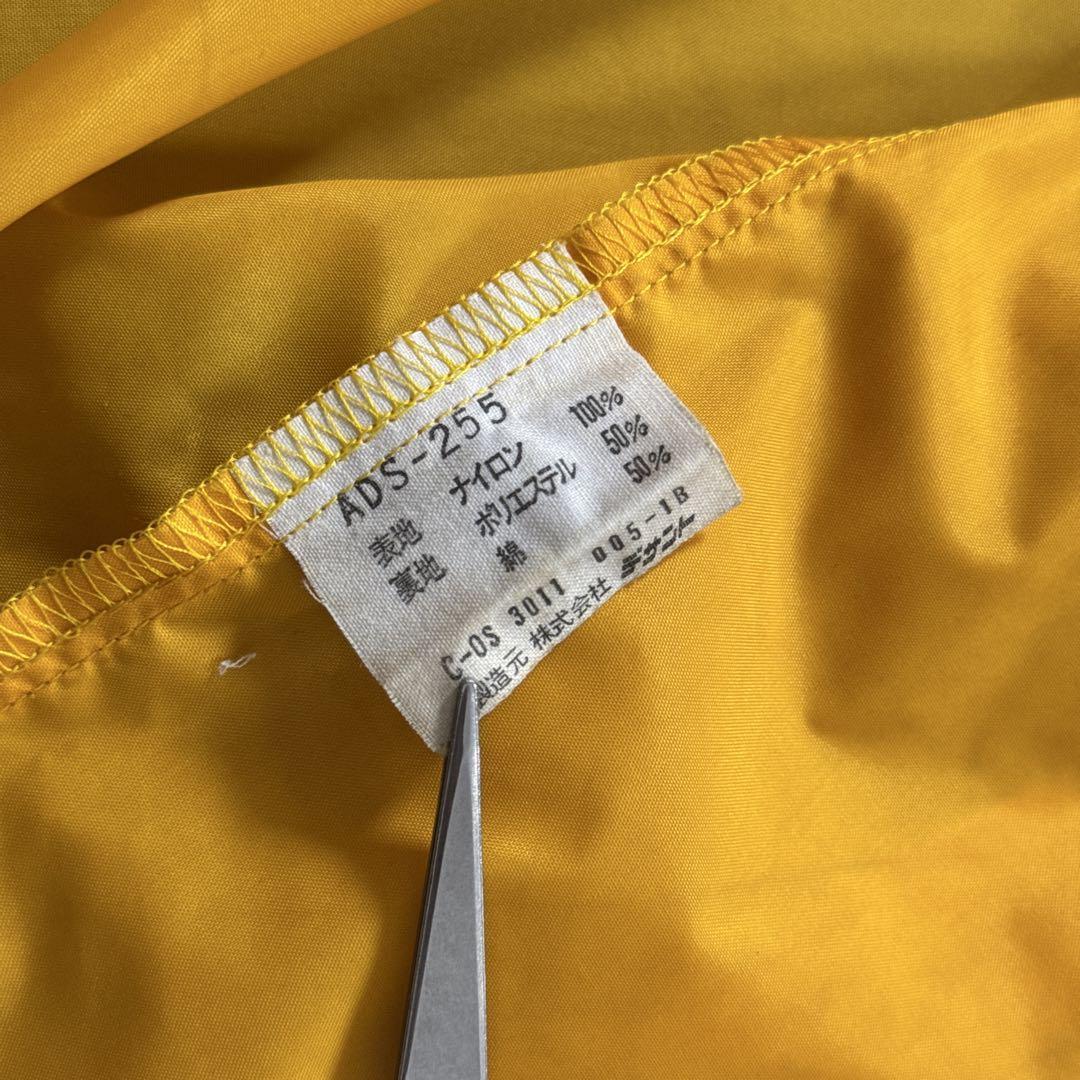 ADS-255
表地 ナイロン 100%
裏地 ポリエステル 50%
綿 50%
C-OS 3011 005-1B
製造元 株式会社 デサント